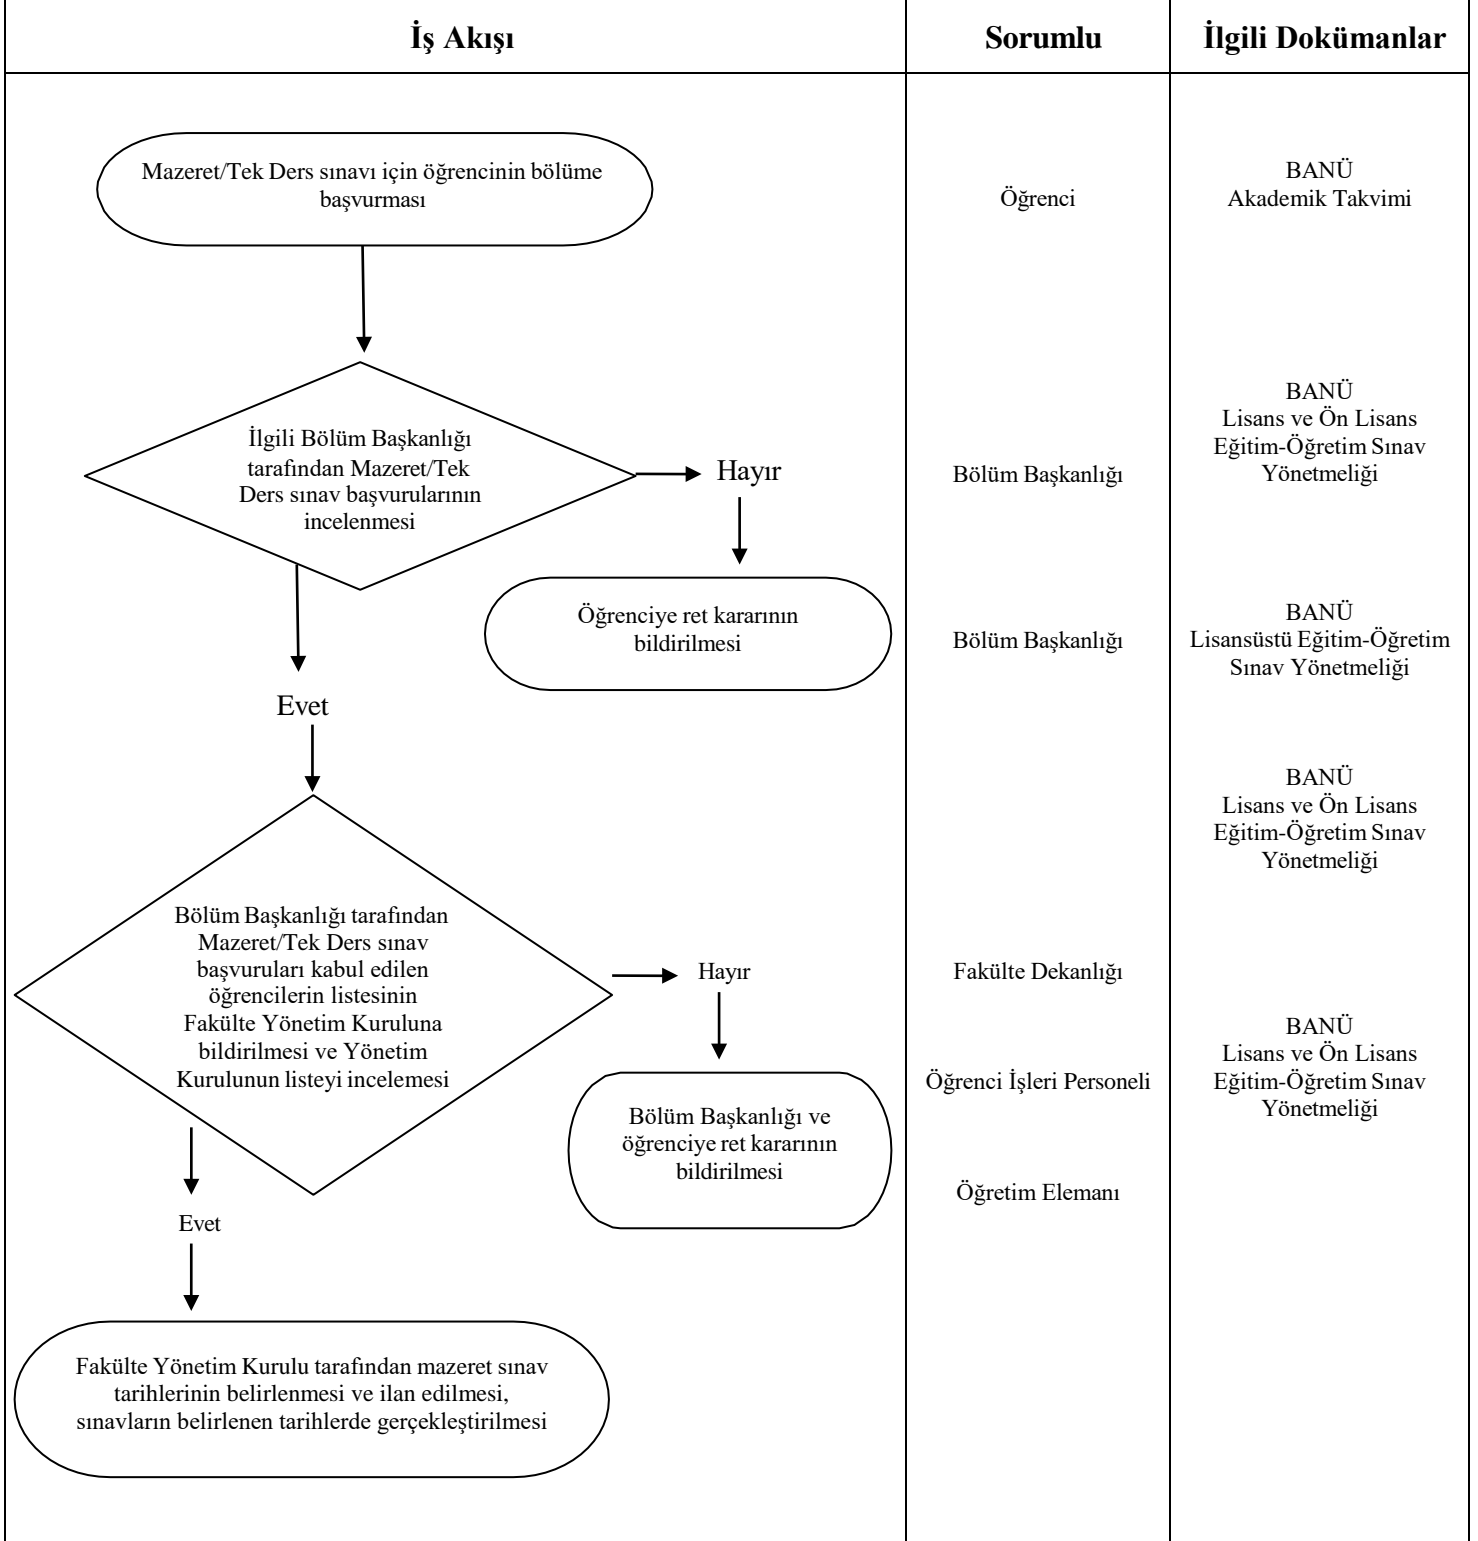 İş Akışı
Sorumlu
İlgili Dokümanlar
Mazeret/Tek Ders sınavı için öğrencinin bölüme
başvurması
Öğrenci
BANÜ
Akademik Takvimi
İlgili Bölüm Başkanlığı
tarafından Mazeret/Tek
Ders sınav başvurularının
incelenmesi
Hayır
Bölüm Başkanlığı
BANÜ
Lisans ve Ön Lisans
Eğitim-Öğretim Sınav
Yönetmeliği
Öğrenciye ret kararının
bildirilmesi
Bölüm Başkanlığı
BANÜ
Lisansüstü Eğitim-Öğretim
Sınav Yönetmeliği
Evet
BANÜ
Lisans ve Ön Lisans
Eğitim-Öğretim Sınav
Yönetmeliği
Bölüm Başkanlığı tarafından
Mazeret/Tek Ders sınav
başvuruları kabul edilen
öğrencilerin listesinin
Fakülte Yönetim Kuruluna
bildirilmesi ve Yönetim
Kurulunun listeyi incelemesi
Hayır
Fakülte Dekanlığı
BANÜ
Lisans ve Ön Lisans
Eğitim-Öğretim Sınav
Yönetmeliği
Öğrenci İşleri Personeli
Bölüm Başkanlığı ve
öğrenciye ret kararının
bildirilmesi
Öğretim Elemanı
Evet
Fakülte Yönetim Kurulu tarafından mazeret sınav
tarihlerinin belirlenmesi ve ilan edilmesi,
sınavların belirlenen tarihlerde gerçekleştirilmesi